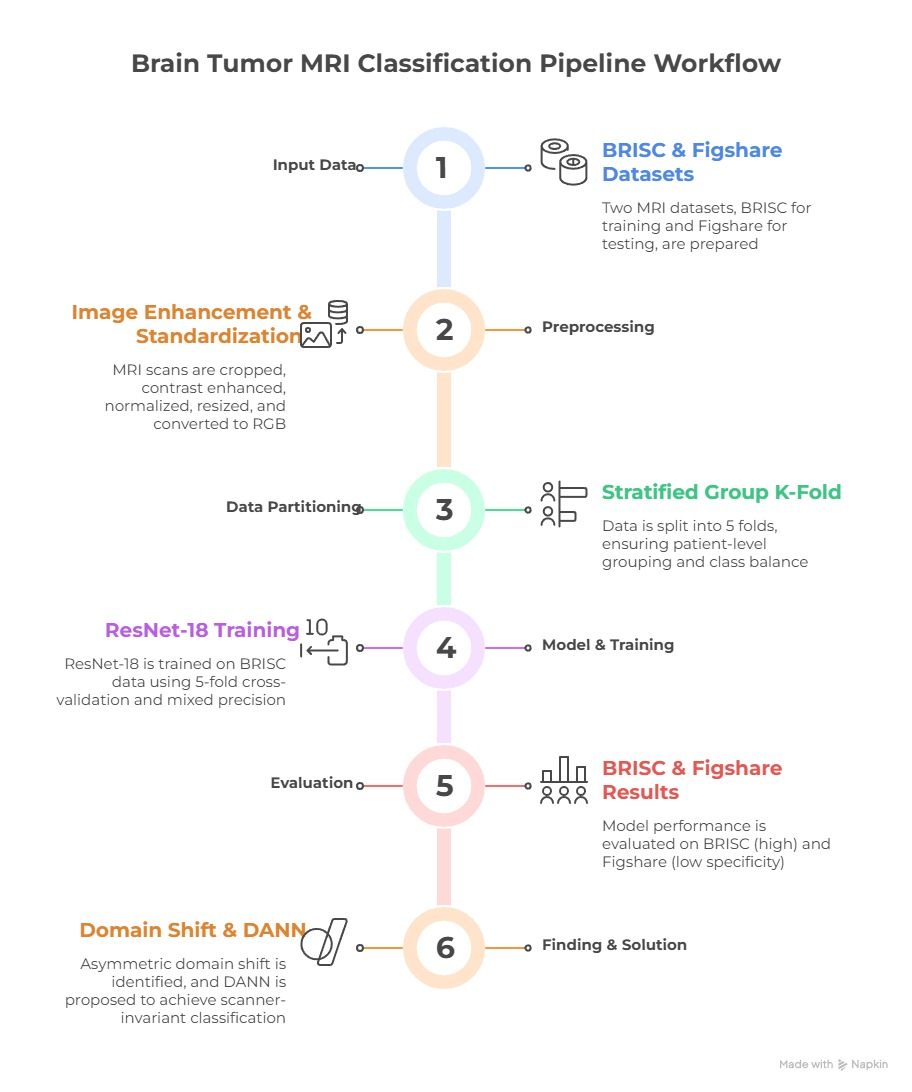 Brain Tumor MRI Classification Pipeline Workflow
Input Data
1
BRISC & Figshare
Datasets
Two MRI datasets, BRISC for
training and Figshare for
testing, are prepared
Image Enhancement &
Standardization
MRI scans are cropped,
contrast enhanced,
normalized, resized, and
converted to RGB
2
Preprocessing
Data Partitioning
3
Stratified Group K-Fold
Data is split into 5 folds,
ensuring patient-level
grouping and class balance
ResNet-18 Training
10
ResNet-18 is trained on BRISC
data using 5-fold cross-
validation and mixed precision
4
Model & Training
Evaluation
5
BRISC & Figshare
Results
Model performance is
evaluated on BRISC (high) and
Figshare (low specificity)
Domain Shift & DANN
Asymmetric domain shift is
identified, and DANN is
proposed to achieve scanner-
invariant classification
6
Finding & Solution
Made with Napkin